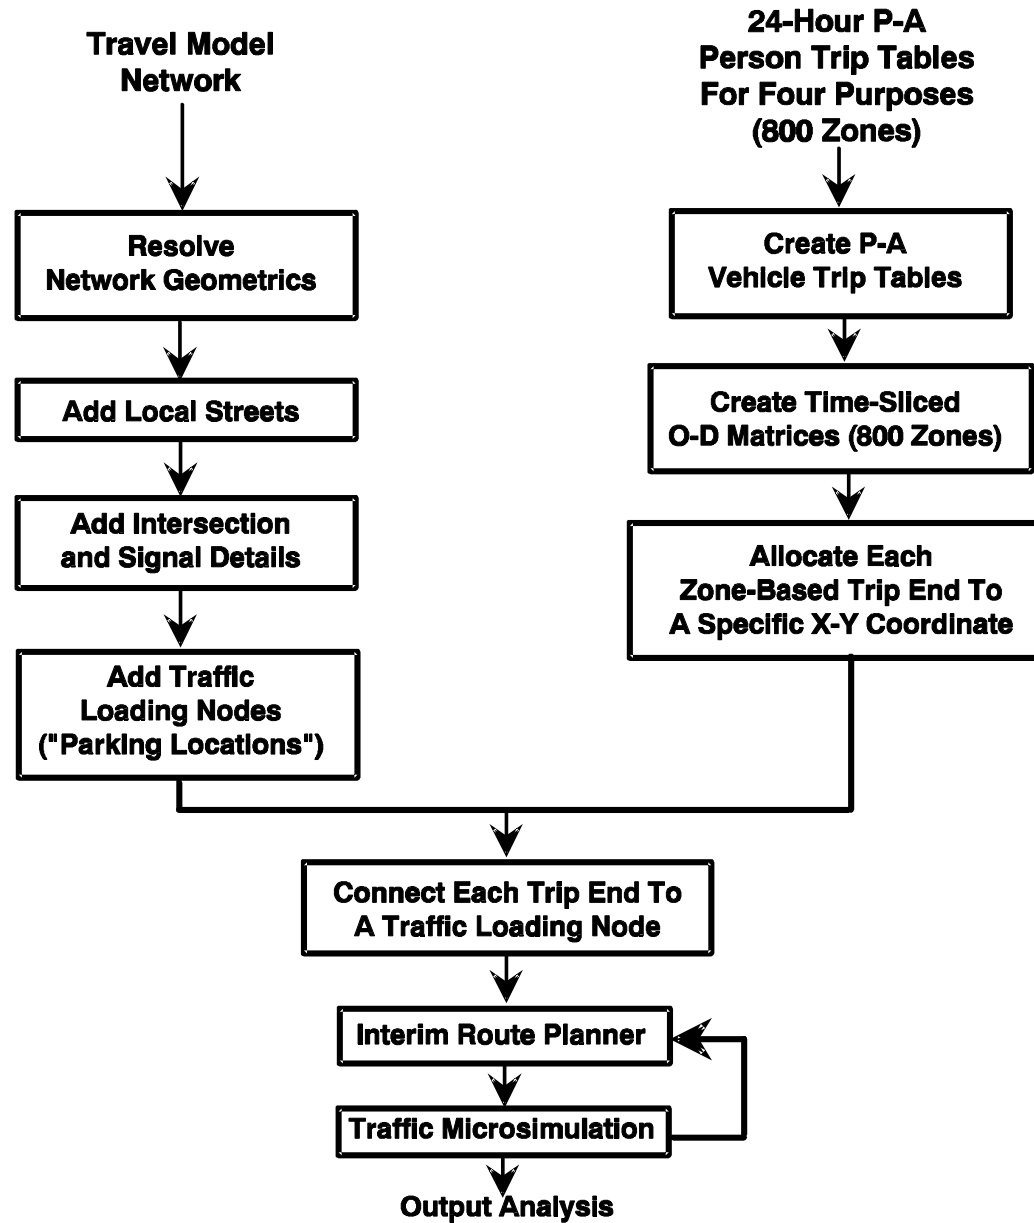 Travel Model
Network
Resolve
Network Geometrics
Add Local Streets
Add Intersection
and Signal Details
Add Traffic
Loading Nodes
("Parking Locations")
24-Hour P-A
Person Trip Tables
For Four Purposes
(800 Zones)
Create P-A
Vehicle Trip Tables
Create Time-Sliced
O-D Matrices (800 Zones)
Allocate Each
Zone-Based Trip End To
A Specific X-Y Coordinate
Connect Each Trip End To
A Traffic Loading Node
Interim Route Planner
Traffic Microsimulation
Output Analysis